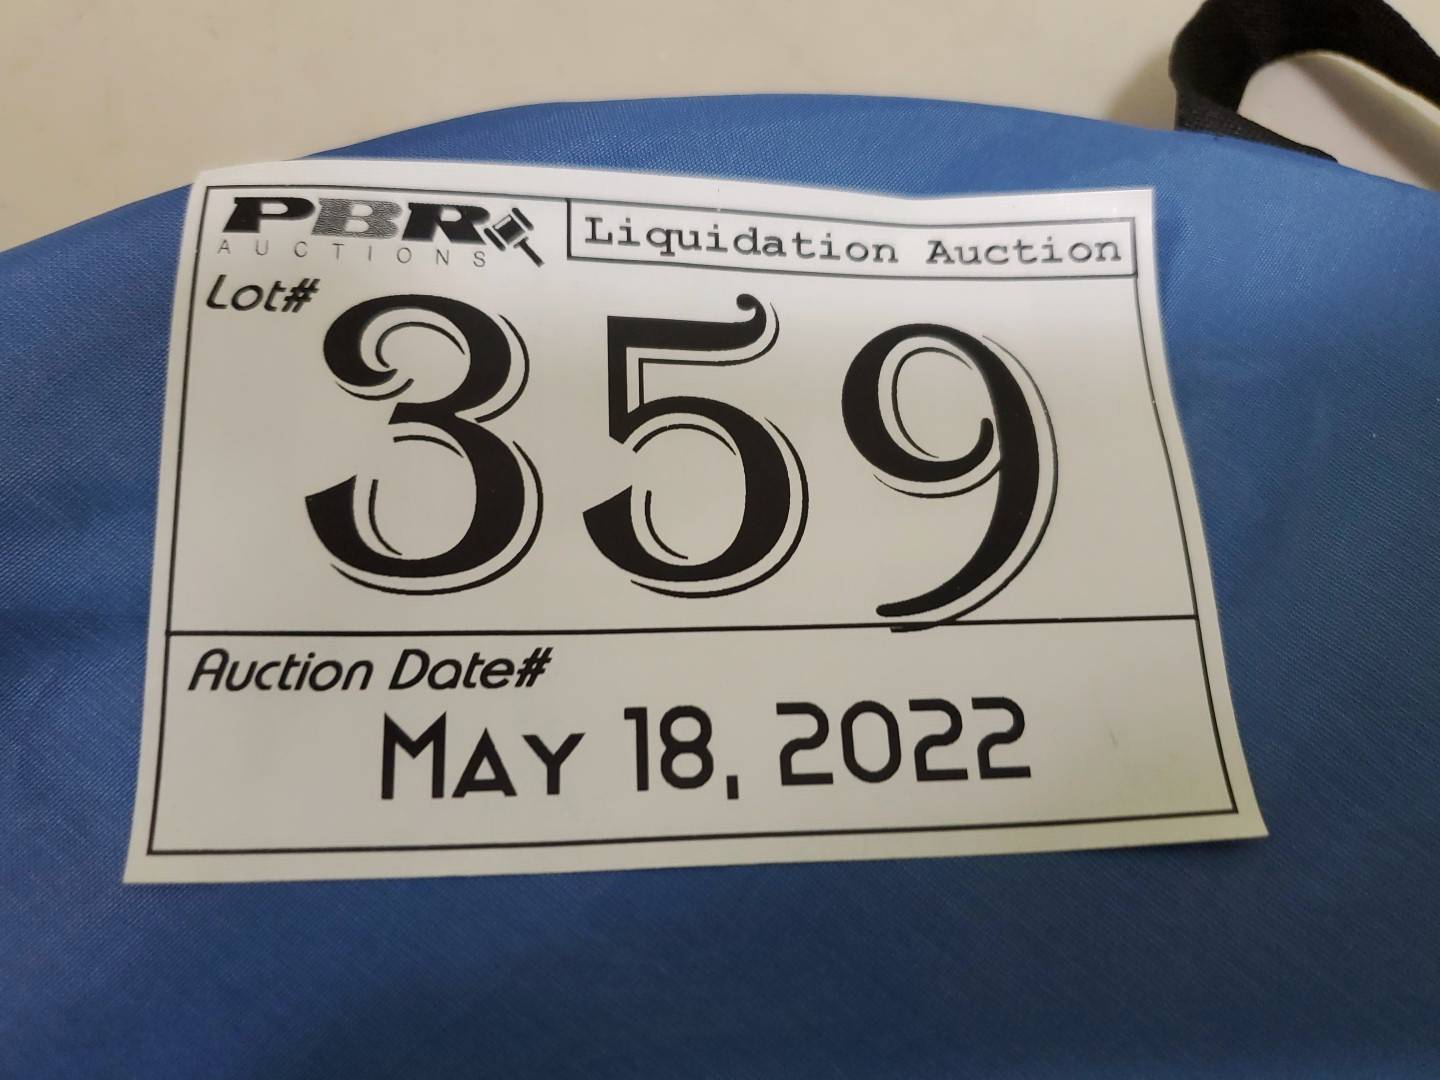 PBR
AUCTIONS
Liquidation Auction
Lot#
359
Auction Date#
May 18, 2022